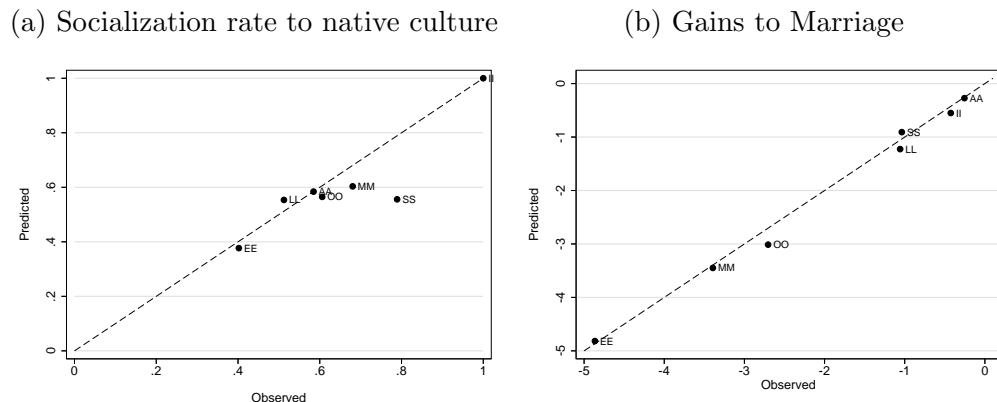 (a) Socialization rate to native culture
(b) Gains to Marriage
1
.8
.6
.4
.2
0
Predicted
II
LL
AA
OO
MM
SS
EE
0
.2
.4
.6
.8
1
Observed
0
-1
-2
-3
-4
-5
Predicted
AA
II
SS
LL
OO
MM
EE
-5
-4
-3
-2
-1
0
Observed